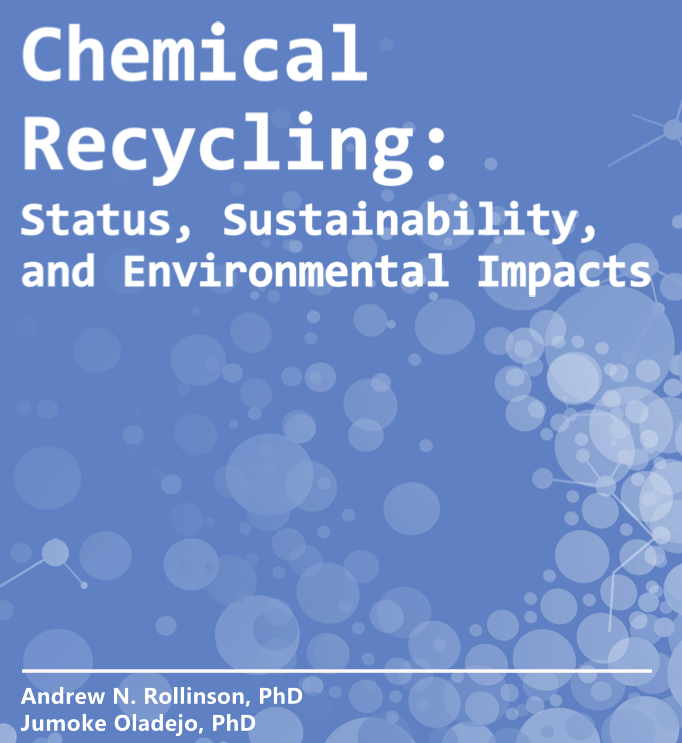 Chemical
Recycling:
Status, Sustainability,
and Environmental Impacts
Andrew N. Rollinson, PhD
Jumoke Oladejo, PhD